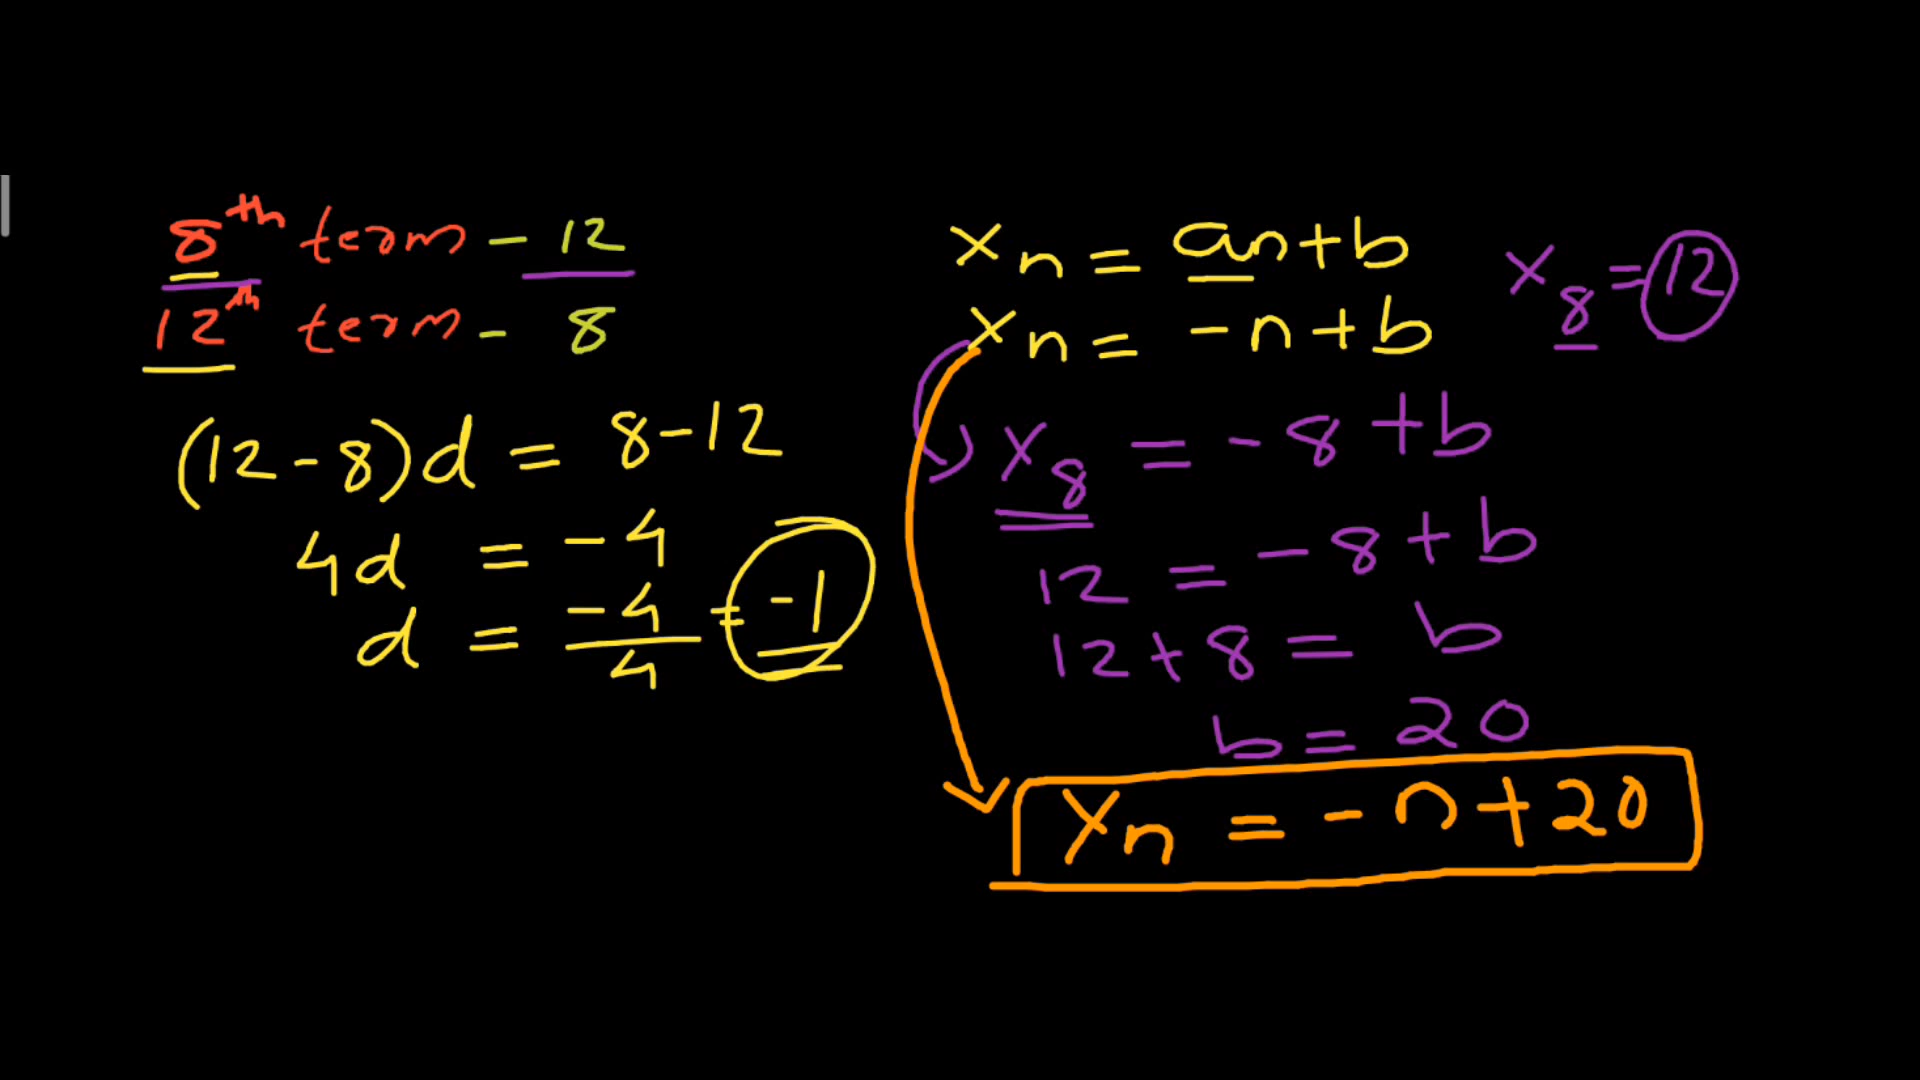 8th term - 12
12th term - 8
(12-8)d = 8-12
4d = -4
d = -4/4 = -1
xn = an+b
xn = -n+b
x8 = 12
x8 = -8+b
12 = -8+b
12+8 = b
b = 20
xn = -n+20